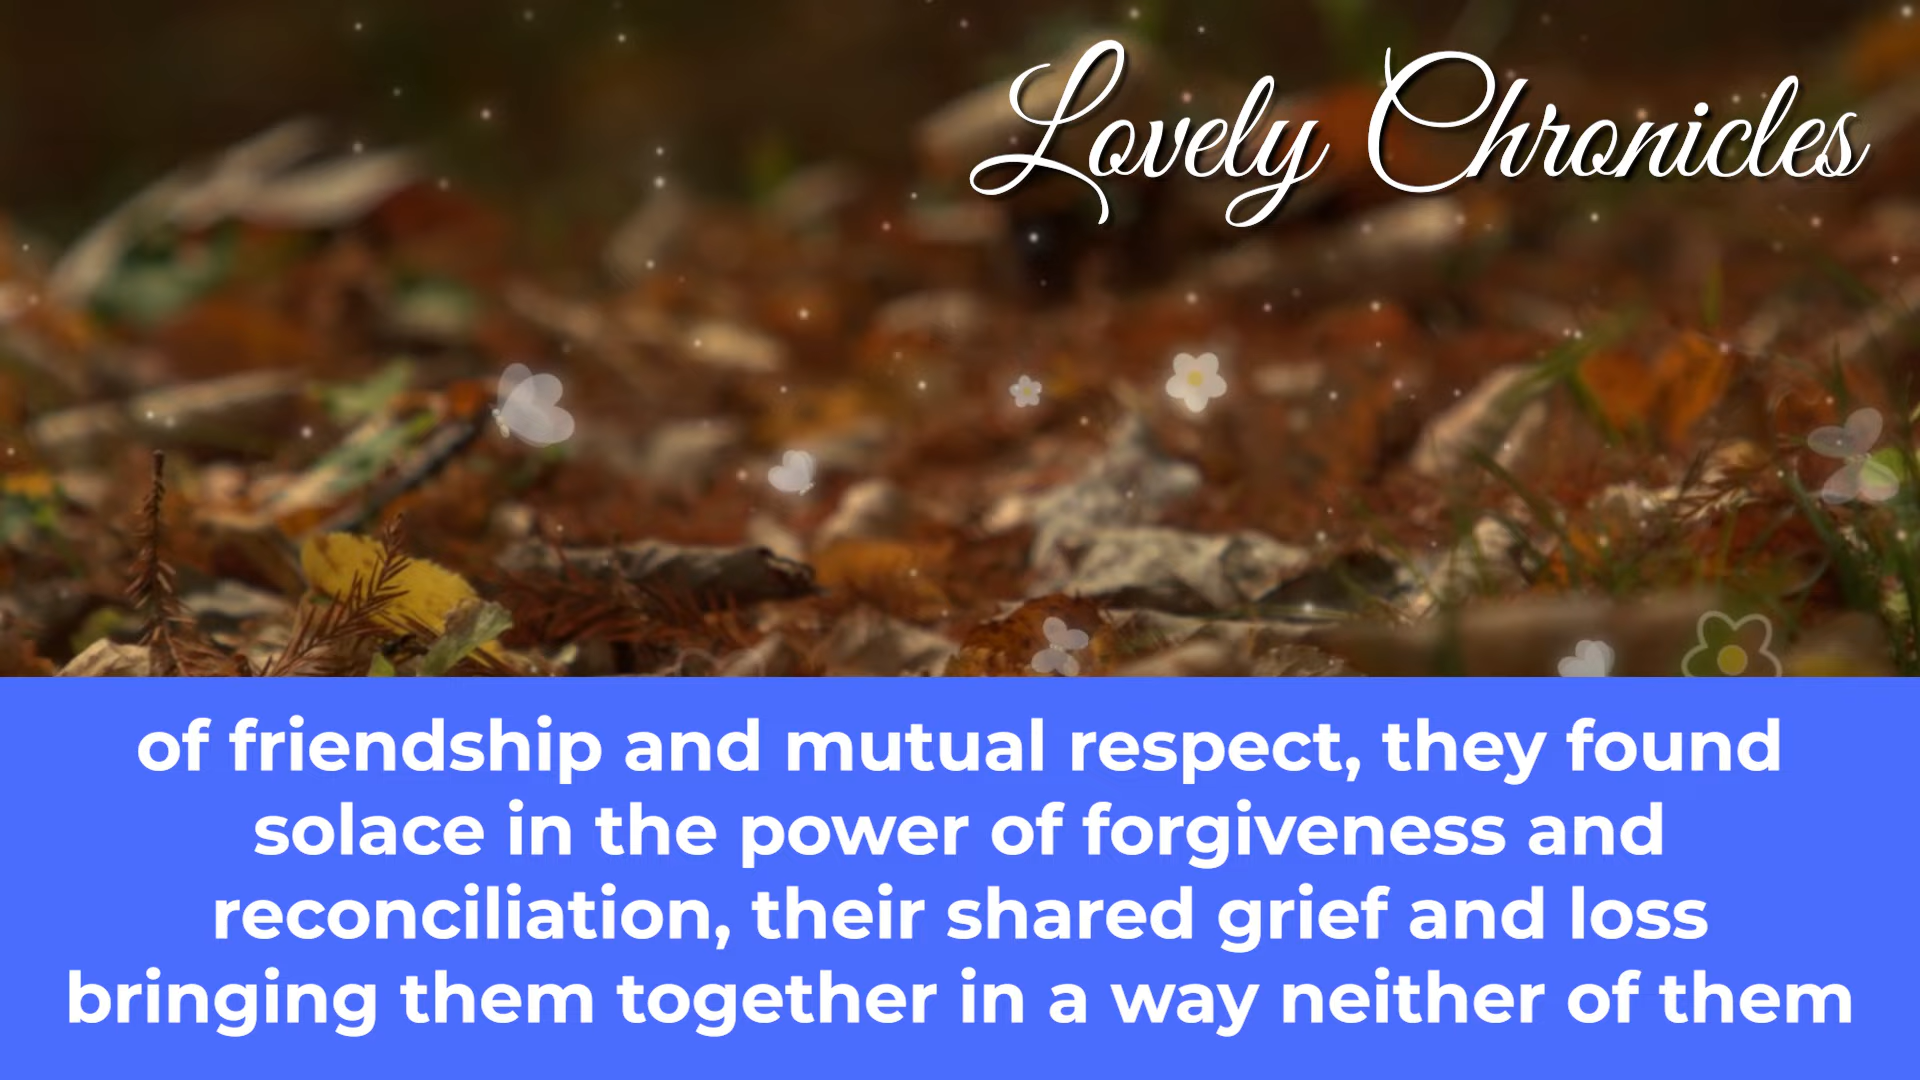 Lovely Chronicles
of friendship and mutual respect, they found
solace in the power of forgiveness and
reconciliation, their shared grief and loss
bringing them together in a way neither of them